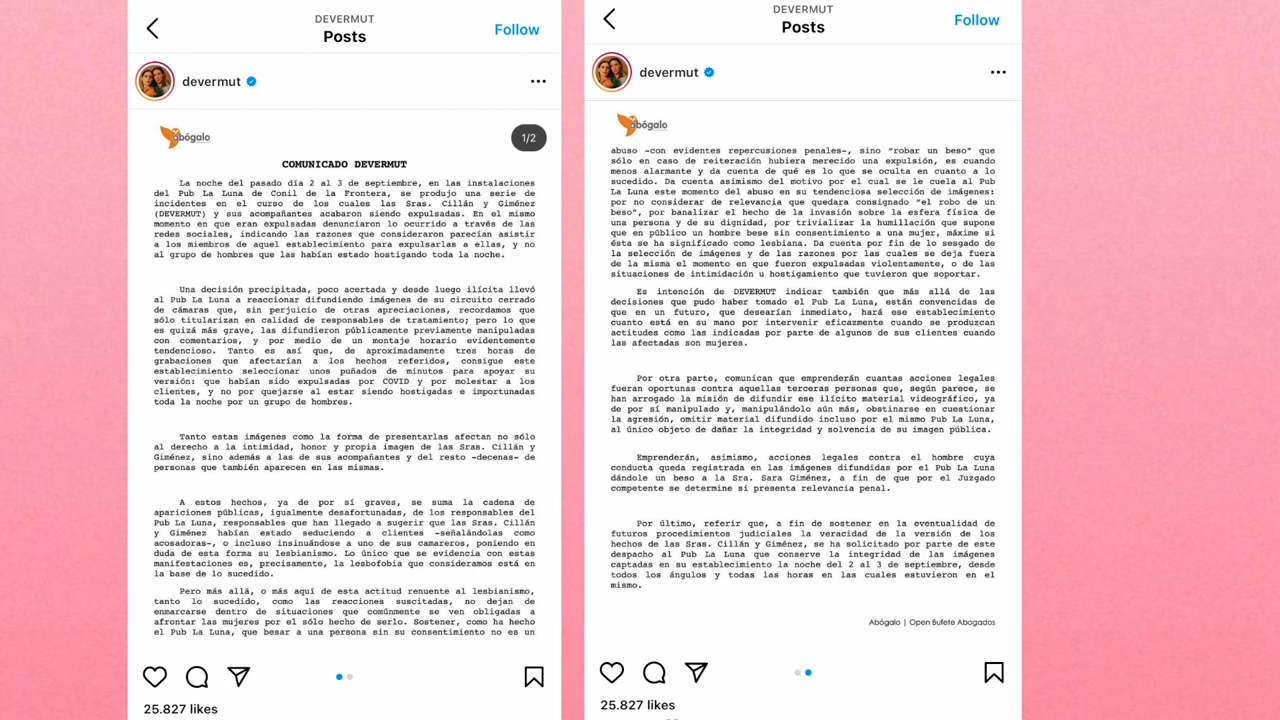 DEVERMUT
Posts
Follow
devermut
abógalo
1/2
COMUNICADO DEVERMUT
La noche del pasado día 2 al 3 de septiembre, en las instalaciones
del Pub La Luna de Conil de la Frontera, se produjo una serie de
incidentes en el curso de los cuales las Sras. Cillán y Giménez
(DEVERMUT) y sus acompañantes acabaron siendo expulsadas. En el mismo
momento en que eran expulsadas denunciaron lo ocurrido a través de las
redes sociales, indicando las razones que consideraron parecían asistir
a los miembros de aquel establecimiento para expulsarlas a ellas, y no
al grupo de hombres que las habían estado hostigando toda la noche.
Una decisión precipitada, poco acertada y desde luego ilícita llevó
al Pub La Luna a reaccionar difundiendo imágenes de su circuito cerrado
de cámaras que, sin perjuicio de otras apreciaciones, recordamos que
sólo titularizan en calidad de responsables de tratamiento; pero lo que
es quizá más grave, las difundieron públicamente previamente manipuladas
con comentarios, y por medio de un montaje horario evidentemente
tendencioso. Tanto es así que, de aproximadamente tres horas de
grabaciones que afectarían a los hechos referidos, consigue este
establecimiento seleccionar unos puñados de minutos para apoyar su
versión: que habían sido expulsadas por COVID y por molestar a los
clientes, y no por quejarse al estar siendo hostigadas e importunadas
toda la noche por un grupo de hombres.
Tanto estas imágenes como la forma de presentarlas afectan no sólo
al derecho a la intimidad, honor y propia imagen de las Sras. Cillán y
Giménez, sino además a las de sus acompañantes y del resto -decenas- de
personas que también aparecen en las mismas.
A estos hechos, ya de por sí graves, se suma la cadena de
apariciones públicas, igualmente desafortunadas, de los responsables del
Pub La Luna, responsables que han llegado a sugerir que las Sras. Cillán
y Giménez habían estado seduciendo a clientes -señalándolas como
acosadoras-, o incluso insinuándose a uno de sus camareros, poniendo en
duda de esta forma su lesbianismo. Lo único que se evidencia con estas
manifestaciones es, precisamente, la lesbofobia que consideramos está en
la base de lo sucedido.
Pero más allá, o más aquí de esta actitud renuente al lesbianismo,
tanto lo sucedido, como las reacciones suscitadas, no dejan de
enmarcarse dentro de situaciones que comúnmente se ven obligadas a
afrontar las mujeres por el sólo hecho de serlo. Sostener, como ha hecho
el Pub La Luna, que besar a una persona sin su consentimiento no es un
25.827 likes
DEVERMUT
Posts
Follow
devermut
abógalo
abuso -con evidentes repercusiones penales-, sino "robar un beso" que
sólo en caso de reiteración hubiera merecido una expulsión, es cuando
menos alarmante y da cuenta de qué es lo que se oculta en cuanto a lo
sucedido. Da cuenta asimismo del motivo por el cual se le cuela al Pub
La Luna este momento del abuso en su tendenciosa selección de imágenes:
por no considerar de relevancia que quedara consignado "el robo de un
beso", por banalizar el hecho de la invasión sobre la esfera física de
una persona y de su dignidad, por trivializar la humillación que supone
que en público un hombre bese sin consentimiento a una mujer, máxime si
ésta se ha significado como lesbiana. Da cuenta por fin de lo sesgado de
la selección de imágenes y de las razones por las cuales se deja fuera
de la misma el momento en que fueron expulsadas violentamente, o de las
situaciones de intimidación u hostigamiento que tuvieron que soportar.
Es intención de DEVERMUT indicar también que más allá de las
decisiones que pudo haber tomado el Pub La Luna, están convencidas de
que en un futuro, que desearían inmediato, hará ese establecimiento
cuanto está en su mano por intervenir eficazmente cuando se produzcan
actitudes como las indicadas por parte de algunos de sus clientes cuando
las afectadas son mujeres.
Por otra parte, comunican que emprenderán cuantas acciones legales
fueran oportunas contra aquellas terceras personas que, según parece, se
han arrogado la misión de difundir ese ilícito material videográfico, ya
de por sí manipulado y, manipulándolo aún más, obstinarse en cuestionar
la agresión, omitir material difundido incluso por el mismo Pub La Luna,
al único objeto de dañar la integridad y solvencia de su imagen pública.
Emprenderán, asimismo, acciones legales contra el hombre cuya
conducta queda registrada en las imágenes difundidas por el Pub La Luna
dándole un beso a la Sra. Sara Giménez, a fin de que por el Juzgado
competente se determine si presenta relevancia penal.
Por último, referir que, a fin de sostener en la eventualidad de
futuros procedimientos judiciales la veracidad de la versión de los
hechos de las Sras. Cillán y Giménez, se ha solicitado por parte de este
despacho al Pub La Luna que conserve la integridad de las imágenes
captadas en su establecimiento la noche del 2 al 3 de septiembre, desde
todos los ángulos y todas las horas en las cuales estuvieron en el
mismo.
Abógalo | Open Bufete Abogados
25.827 likes